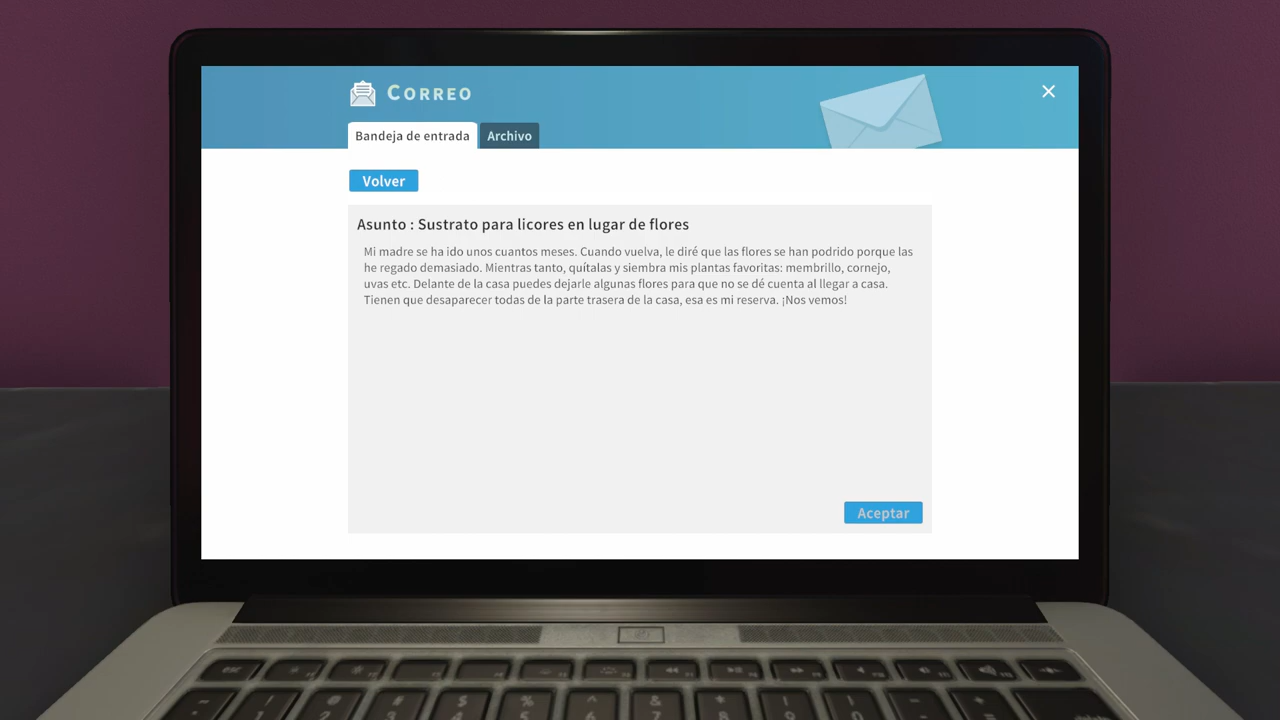 CORREO
Bandeja de entrada
Archivo
Volver
Asunto : Sustrato para licores en lugar de flores
Mi madre se ha ido unos cuantos meses. Cuando vuelva, le diré que las flores se han podrido porque las
he regado demasiado. Mientras tanto, quítalas y siembra mis plantas favoritas: membrillo, cornejo,
uvas etc. Delante de la casa puedes dejarle algunas flores para que no se dé cuenta al llegar a casa.
Tienen que desaparecer todas de la parte trasera de la casa, esa es mi reserva. ¡Nos vemos!
Aceptar